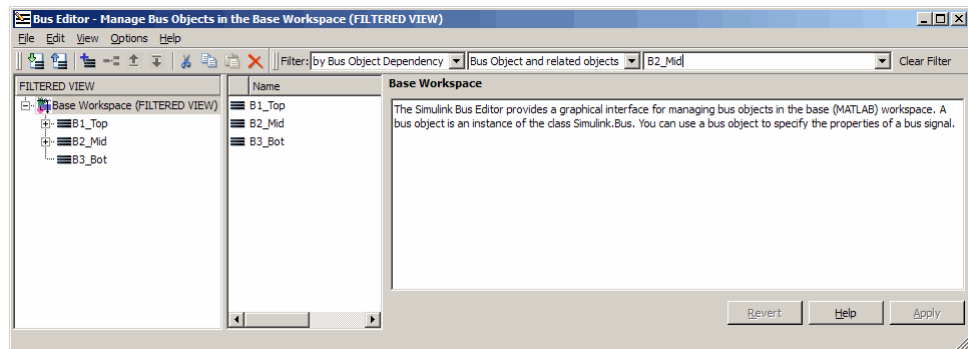 Bus Editor - Manage Bus Objects in the Base Workspace (FILTERED VIEW)
File Edit View Options Help
Filter: by Bus Object Dependency Bus Object and related objects B2_Mid Clear Filter
FILTERED VIEW
Base Workspace (FILTERED VIEW)
B1_Top
B2_Mid
B3_Bot
Name
B1_Top
B2_Mid
B3_Bot
Base Workspace
The Simulink Bus Editor provides a graphical interface for managing bus objects in the base (MATLAB) workspace. A
bus object is an instance of the class Simulink.Bus. You can use a bus object to specify the properties of a bus signal.
Revert Help Apply